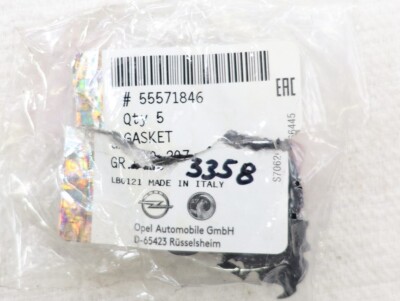 # 55571846
Qty 5
GASKET
3358
LB0121 MADE IN ITALY
Opel Automobile GmbH
D-65423 Rüsselsheim
EAC